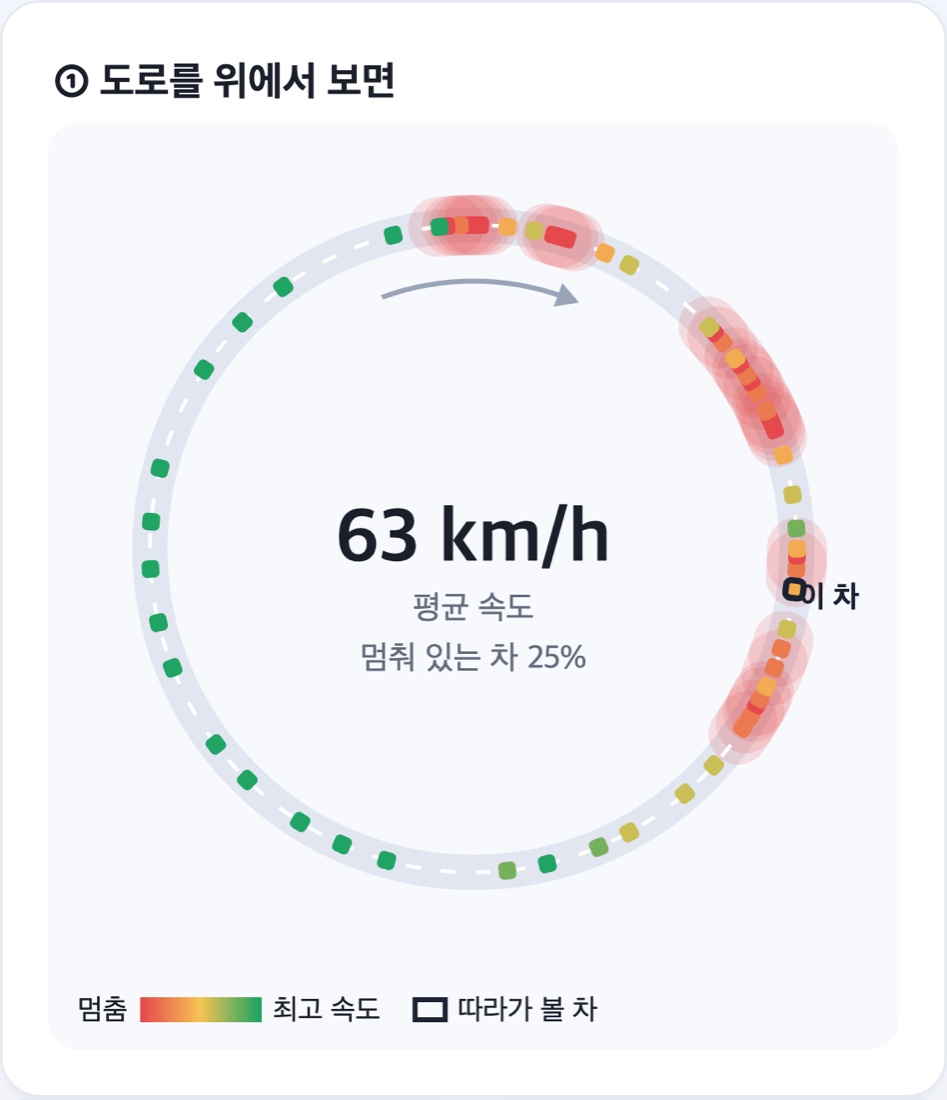 ① 도로를 위에서 보면
63 km/h
평균 속도
멈춰 있는 차 25%
이 차
멈춤 최고 속도 따라가 볼 차